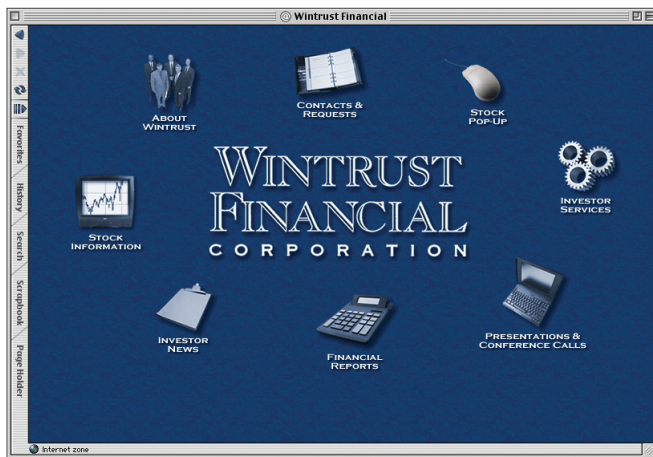 Wintrust Financial
Favorites
History
Search
Scrapbook
Page Holder
ABOUT
WINTRUST
CONTACTS &
REQUESTS
STOCK
POP-UP
WINTRUST
FINANCIAL
CORPORATION
INVESTOR
SERVICES
STOCK
INFORMATION
INVESTOR
NEWS
FINANCIAL
REPORTS
PRESENTATIONS &
CONFERENCE CALLS
Internet zone